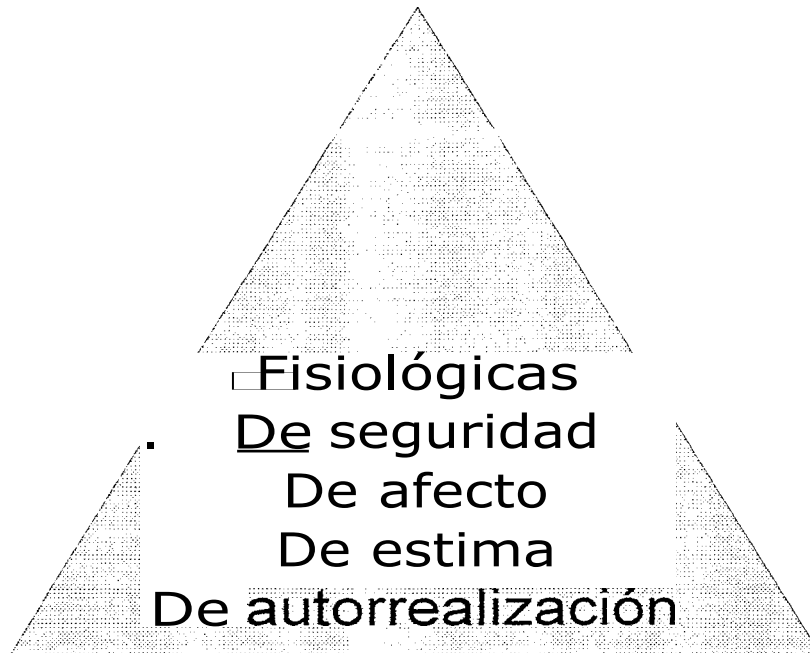 Fisiológicas
De seguridad
De afecto
De estima
De autorrealización